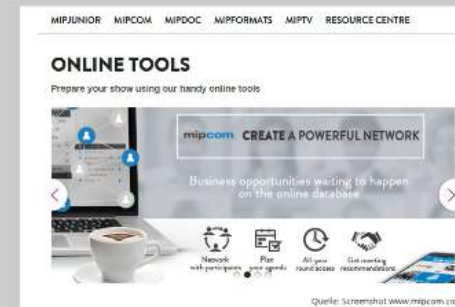 MIPJUNIOR MIPCOM MIPDOC MIPFORMATS MIPTV RESOURCE CENTRE
ONLINE TOOLS
Prepare your show using our handy online tools
mipcom. CREATE A POWERFUL NETWORK
Business opportunities waiting to happen
on the online database
Network
with participants
Plan
your agenda
All-year
round access
Get meeting
recommendations
Quelle: Screenshot www.mipcom.co